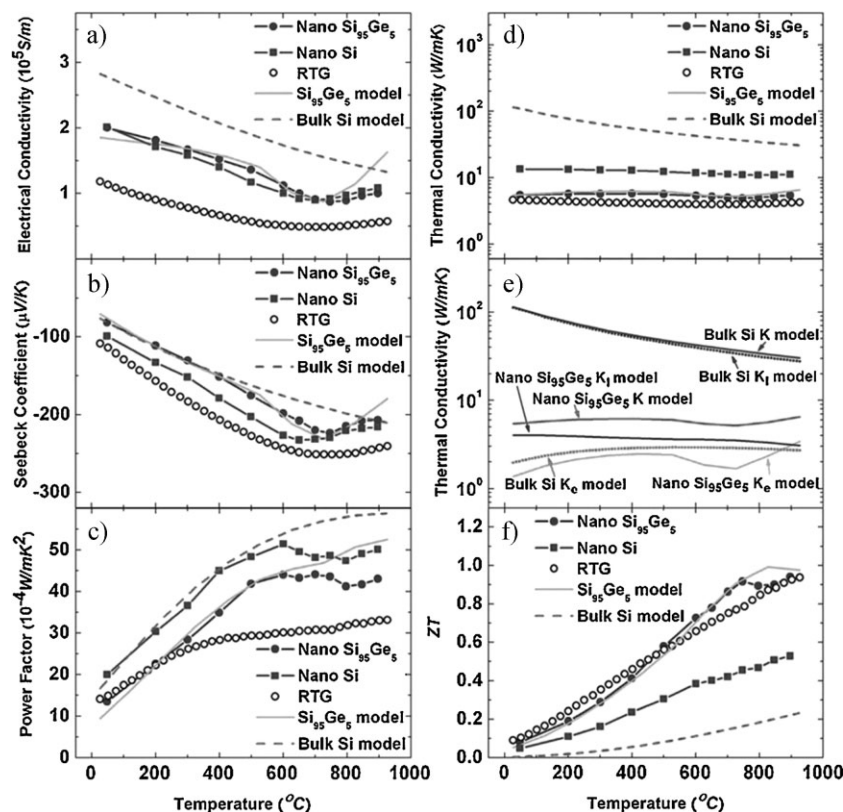 a)
Nano Si₉₅Ge₅
Nano Si
RTG
Si₉₅Ge₅ model
Bulk Si model
Electrical Conductivity (10⁵S/m)
3
2
1
0
b)
Nano Si₉₅Ge₅
Nano Si
RTG
Si₉₅Ge₅ model
Bulk Si model
Seebeck Coefficient (μV/K)
-100
-200
-300
c)
Nano Si₉₅Ge₅
Nano Si
RTG
Si₉₅Ge₅ model
Bulk Si model
Power Factor (10⁻⁴W/mK²)
50
40
30
20
10
0
0 200 400 600 800 1000
Temperature (°C)
d)
Nano Si₉₅Ge₅
Nano Si
RTG
Si₉₅Ge₅ model
Bulk Si model
Thermal Conductivity (W/mK)
10³
10²
10¹
10⁰
e)
Bulk Si K model
Bulk Si Kₗ model
Nano Si₉₅Ge₅ Kₗ model
Nano Si₉₅Ge₅ K model
Bulk Si Kₑ model
Nano Si₉₅Ge₅ Kₑ model
Thermal Conductivity (W/mK)
10²
10¹
10⁰
f)
Nano Si₉₅Ge₅
Nano Si
RTG
Si₉₅Ge₅ model
Bulk Si model
ZT
1.2
1.0
0.8
0.6
0.4
0.2
0.0
0 200 400 600 800 1000
Temperature (°C)